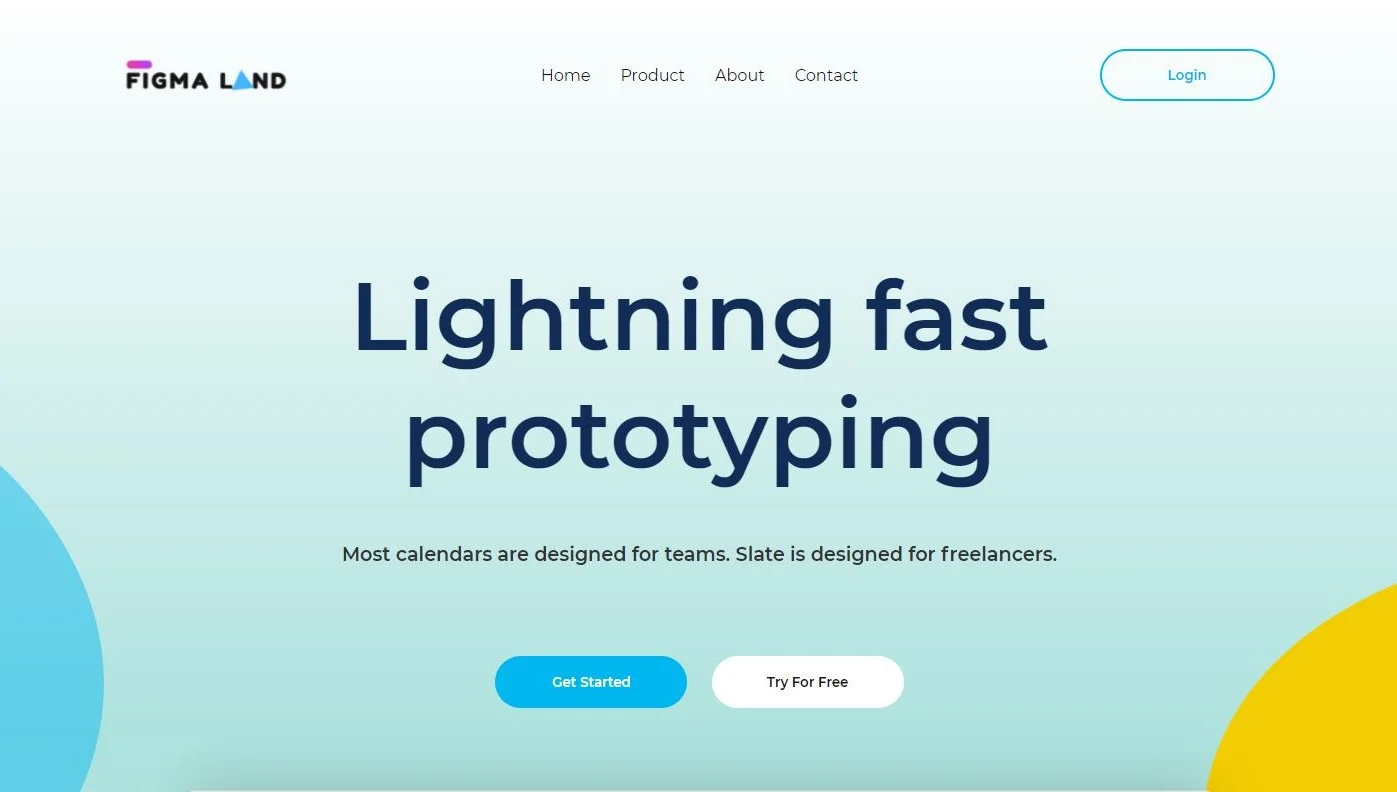 FIGMA LAND
Home Product About Contact
Login
Lightning fast
prototyping
Most calendars are designed for teams. Slate is designed for freelancers.
Get Started
Try For Free